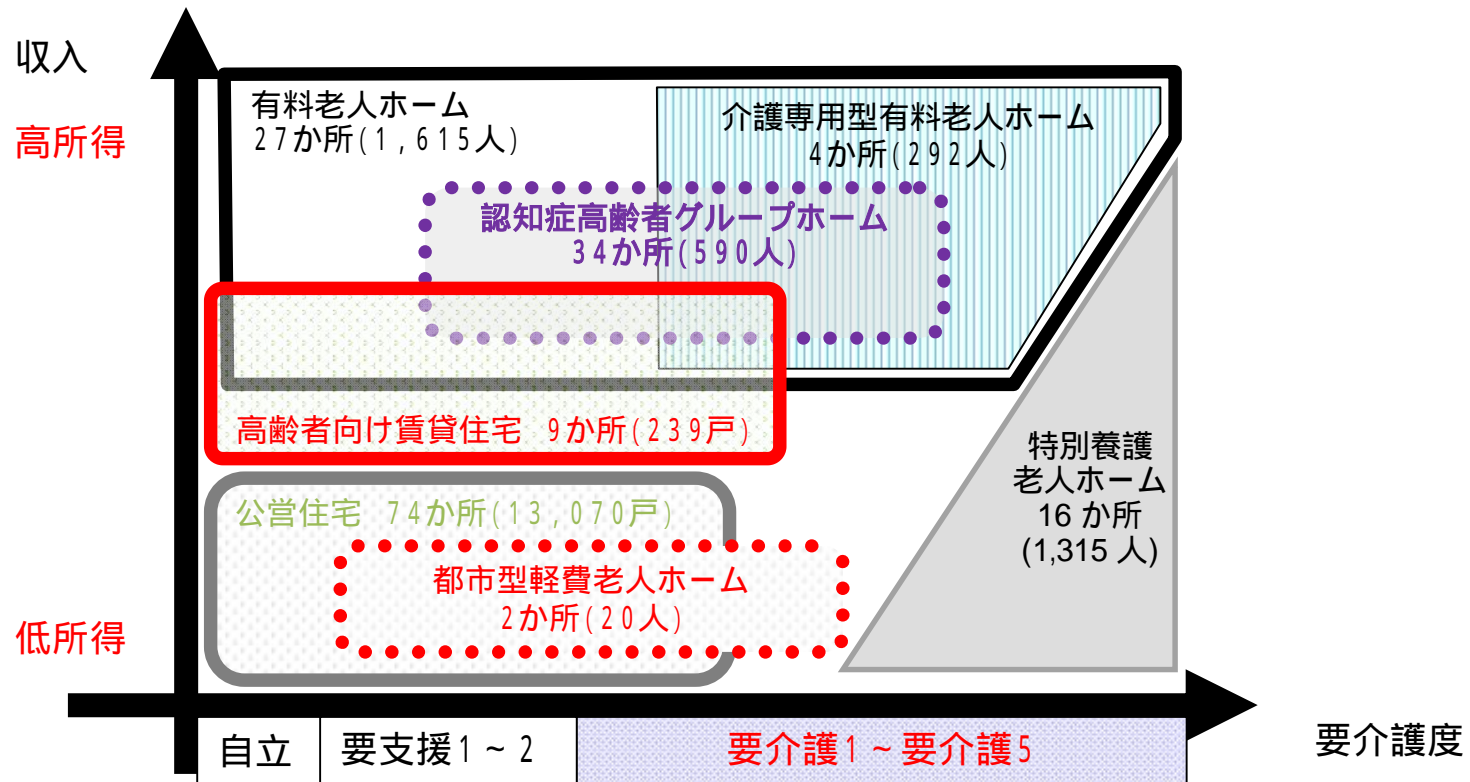 収入
高所得
有料老人ホーム
27か所(1,615人)
介護専用型有料老人ホーム
4か所(292人)
認知症高齢者グループホーム
34か所(590人)
高齢者向け賃貸住宅 9か所(239戸)
特別養護
老人ホーム
16 か所
(1,315 人)
公営住宅 74か所(13,070戸)
都市型軽費老人ホーム
2か所(20人)
低所得
自立
要支援1~2
要介護1~要介護5
要介護度